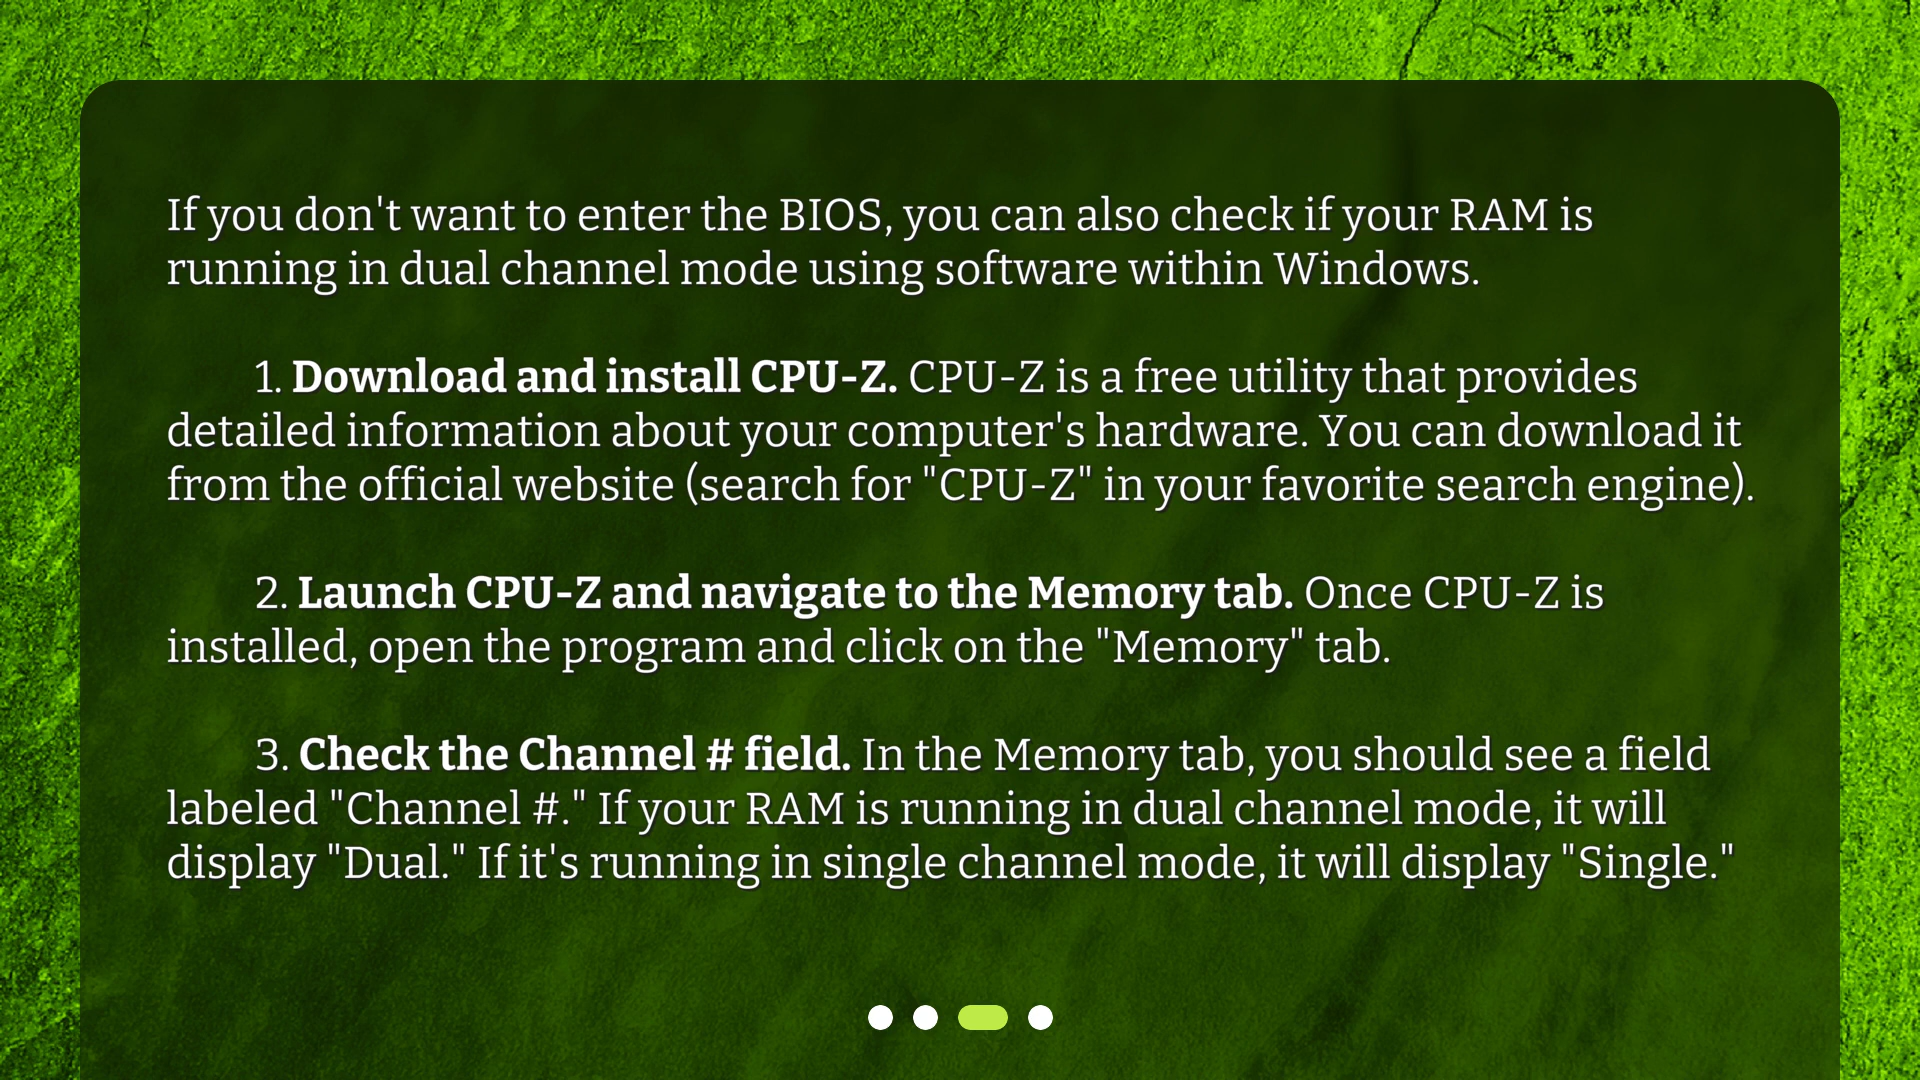 If you don't want to enter the BIOS, you can also check if your RAM is
running in dual channel mode using software within Windows.
1. Download and install CPU-Z. CPU-Z is a free utility that provides
detailed information about your computer's hardware. You can download it
from the official website (search for "CPU-Z" in your favorite search engine).
2. Launch CPU-Z and navigate to the Memory tab. Once CPU-Z is
installed, open the program and click on the "Memory" tab.
3. Check the Channel # field. In the Memory tab, you should see a field
labeled "Channel #." If your RAM is running in dual channel mode, it will
display "Dual." If it's running in single channel mode, it will display "Single."